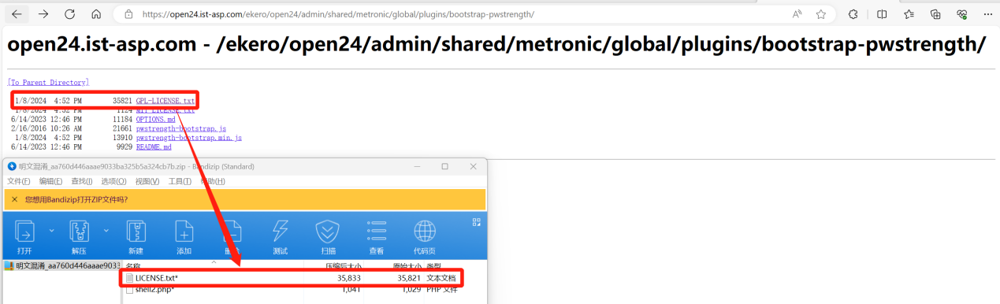 https://open24.ist-asp.com/ekero/open24/admin/shared/metronic/global/plugins/bootstrap-pwstrength/
open24.ist-asp.com - /ekero/open24/admin/shared/metronic/global/plugins/bootstrap-pwstrength/
[To Parent Directory]
1/8/2024 4:52 PM 35821 GPL-LICENSE.txt
1/8/2024 4:52 PM 1124 MIT-LICENSE.txt
6/14/2023 12:46 PM 11184 OPTIONS.md
2/16/2016 10:26 AM 21661 pwstrength-bootstrap.js
1/8/2024 4:52 PM 13910 pwstrength-bootstrap.min.js
6/14/2023 12:46 PM 9929 README.md
明文混淆_aa760d446aaae9033ba325b5a324cb7b.zip - Bandizip (Standard)
文件(F) 编辑(E) 查找(I) 选项(O) 视图(V) 工具(T) 帮助(H)
您想用Bandizip打开ZIP文件吗?
打开 解压 新建 添加 删除 测试 扫描 查看 代码页
明文混淆_aa760d446aaae9033 名称 压缩后大小 原始大小 类型
LICENSE.txt* 35,833 35,821 文本文档
shell2.php* 1,041 1,029 PHP 文件